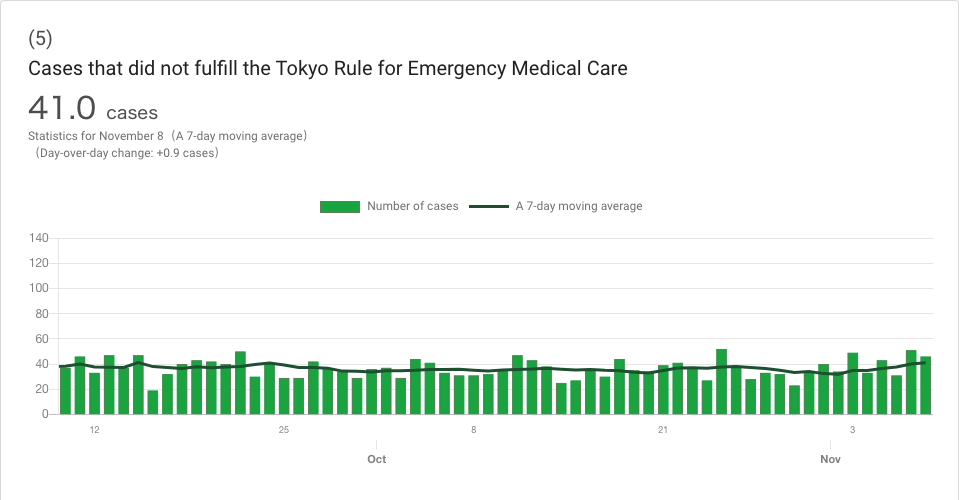 (5)
Cases that did not fulfill the Tokyo Rule for Emergency Medical Care
41.0 cases
Statistics for November 8（A 7-day moving average）
（Day-over-day change: +0.9 cases）
Number of cases A 7-day moving average
140
120
100
80
60
40
20
0
12 25 8 21 3
Oct Nov